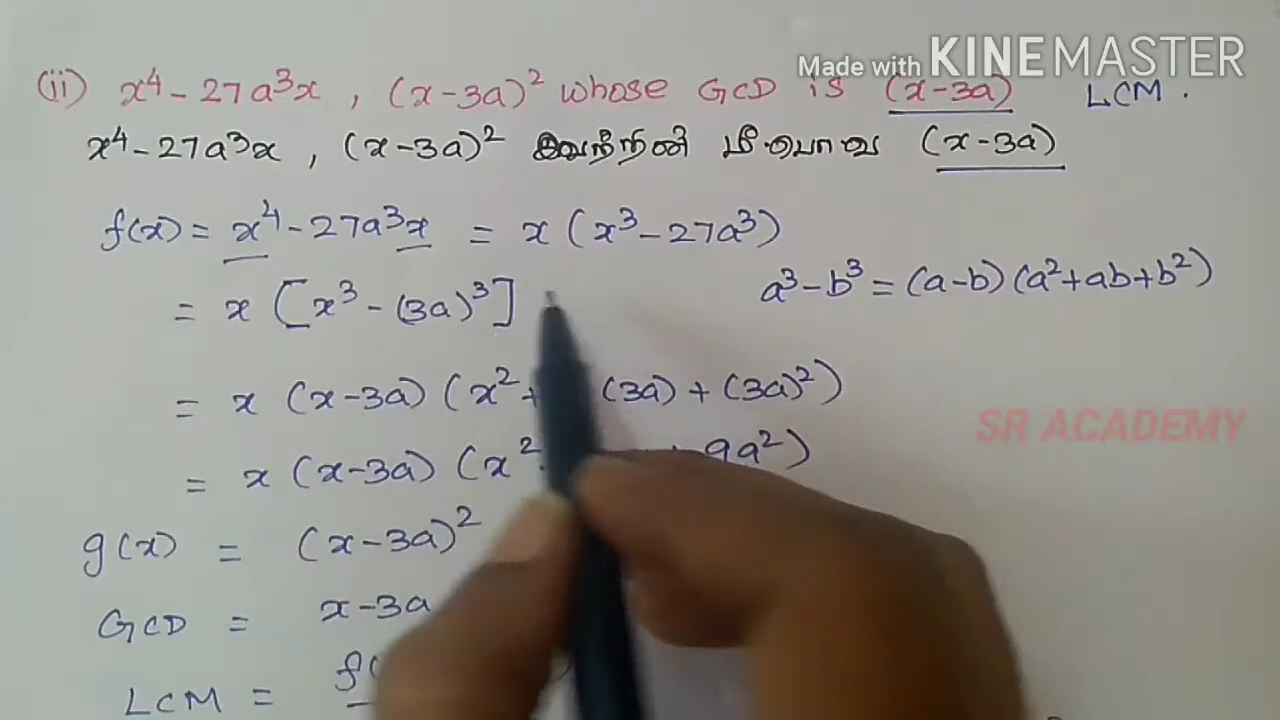 Made with KINEMASTER
(ii) x⁴ - 27a³x , (x-3a)² whose GCD is (x-3a) LCM .
x⁴ - 27a³x , (x-3a)² இவற்றின் மீ.பொ.வ (x-3a)
f(x) = x⁴ - 27a³x = x (x³ - 27a³)
= x [x³ - (3a)³]
a³ - b³ = (a-b) (a² + ab + b²)
= x (x-3a) (x² + (3a) + (3a)²)
SR ACADEMY
= x (x-3a) (x² + 9a²)
g(x) = (x-3a)²
GCD = x-3a
LCM =